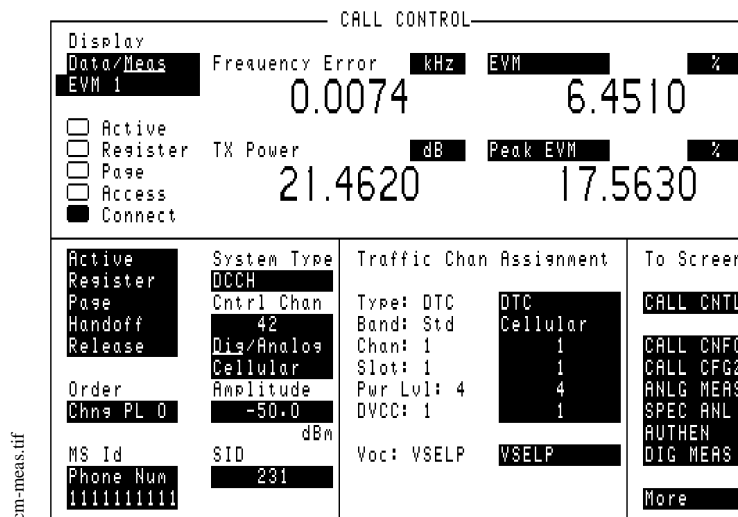 CALL CONTROL
Display
Data/Meas
EVM 1
Frequency Error kHz
0.0074
EVM %
6.4510
Active
Register
Page
Access
Connect
TX Power dB
21.4620
Peak EVM %
17.5630
Active
Register
Page
Handoff
Release
Order
Chng PL 0
MS Id
Phone Num
1111111111
System Type
DCCH
Cntrl Chan
42
Dig/Analog
Cellular
Amplitude
-50.0
dBm
SID
231
Traffic Chan Assignment
Type: DTC DTC
Band: Std Cellular
Chan: 1 1
Slot: 1 1
Pwr Lvl: 4 4
DVCC: 1 1
Voc: VSELP VSELP
To Screen
CALL CNTL
CALL CNFG
CALL CFG2
ANLG MEAS
SPEC ANL
AUTHEN
DIG MEAS
More
cm-meas.tif